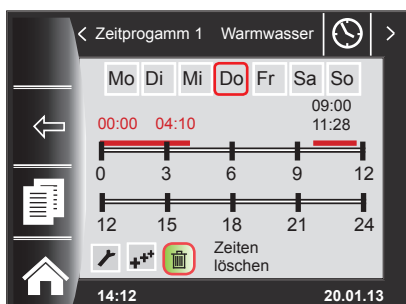 Zeitprogamm 1 Warmwasser
Mo Di Mi Do Fr Sa So
09:00
00:00 04:10 11:28
0 3 6 9 12
12 15 18 21 24
Zeiten
löschen
14:12 20.01.13